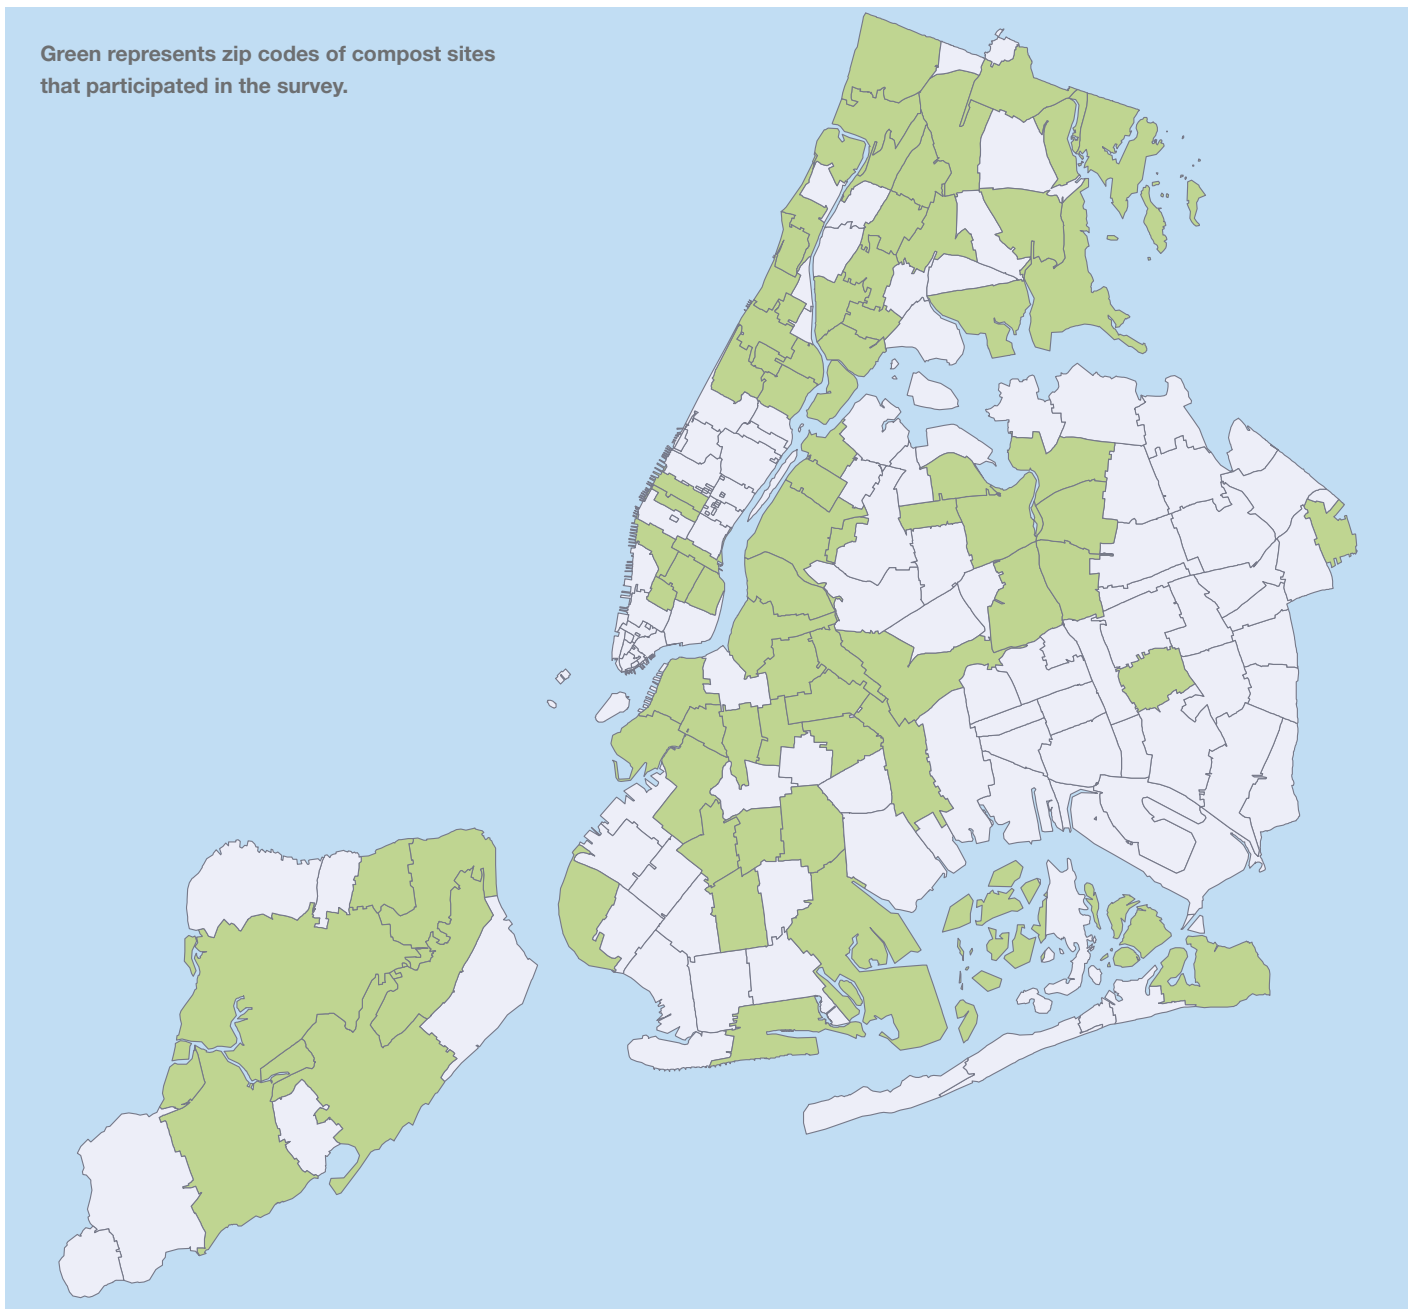 Green represents zip codes of compost sites
that participated in the survey.